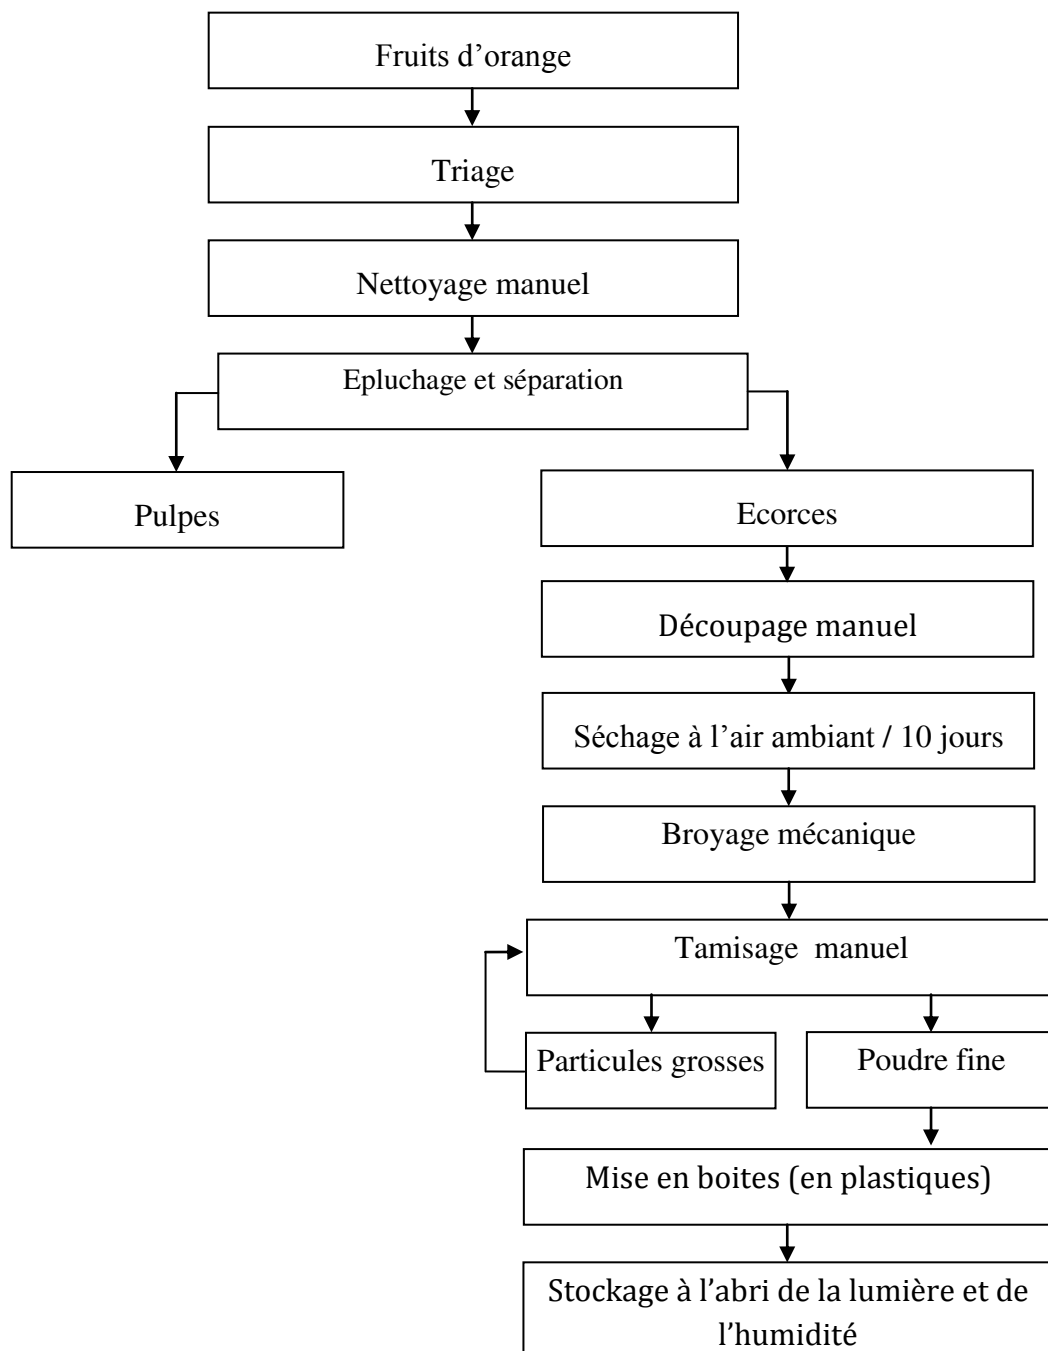 Fruits d’orange
Triage
Nettoyage manuel
Epluchage et séparation
Pulpes
Ecorces
Découpage manuel
Séchage à l’air ambiant / 10 jours
Broyage mécanique
Tamisage manuel
Particules grosses
Poudre fine
Mise en boites (en plastiques)
Stockage à l’abri de la lumière et de
l’humidité